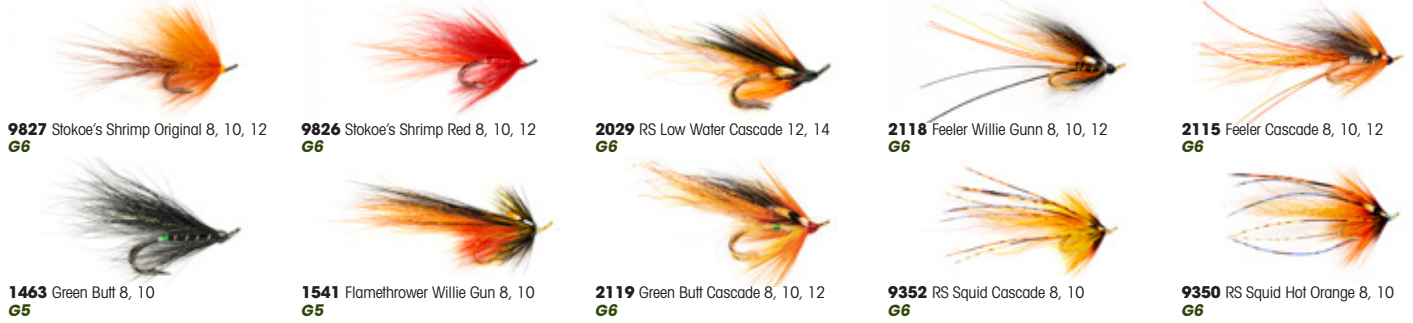 9827 Stokoe's Shrimp Original 8, 10, 12
G6
9826 Stokoe's Shrimp Red 8, 10, 12
G6
2029 RS Low Water Cascade 12, 14
G6
2118 Feeler Willie Gunn 8, 10, 12
G6
2115 Feeler Cascade 8, 10, 12
G6
1463 Green Butt 8, 10
G5
1541 Flamethrower Willie Gun 8, 10
G5
2119 Green Butt Cascade 8, 10, 12
G6
9352 RS Squid Cascade 8, 10
G6
9350 RS Squid Hot Orange 8, 10
G6